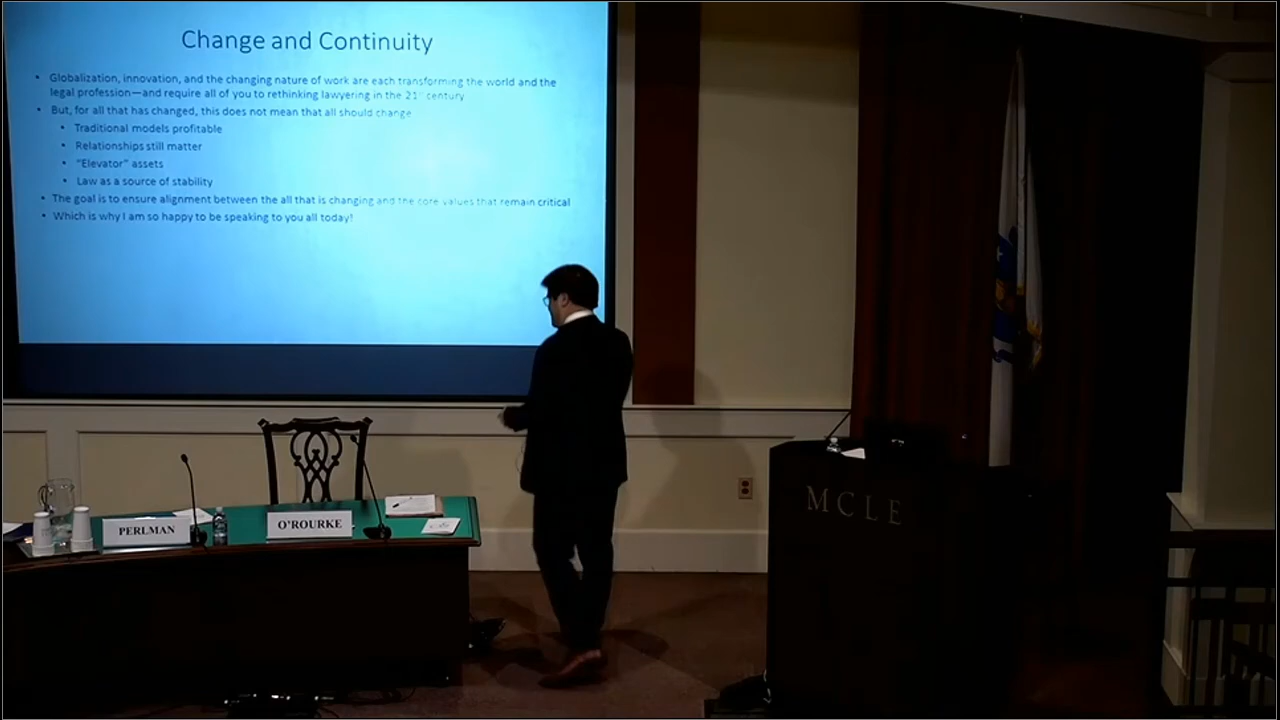 Change and Continuity
• Globalization, innovation, and the changing nature of work are each transforming the world and the
legal profession—and require all of you to rethinking lawyering in the 21st century
• But, for all that has changed, this does not mean that all should change
• Traditional models profitable
• Relationships still matter
• "Elevator" assets
• Law as a source of stability
• The goal is to ensure alignment between the all that is changing and the core values that remain critical
• Which is why I am so happy to be speaking to you all today!
PERLMAN
O'ROURKE
MCLE